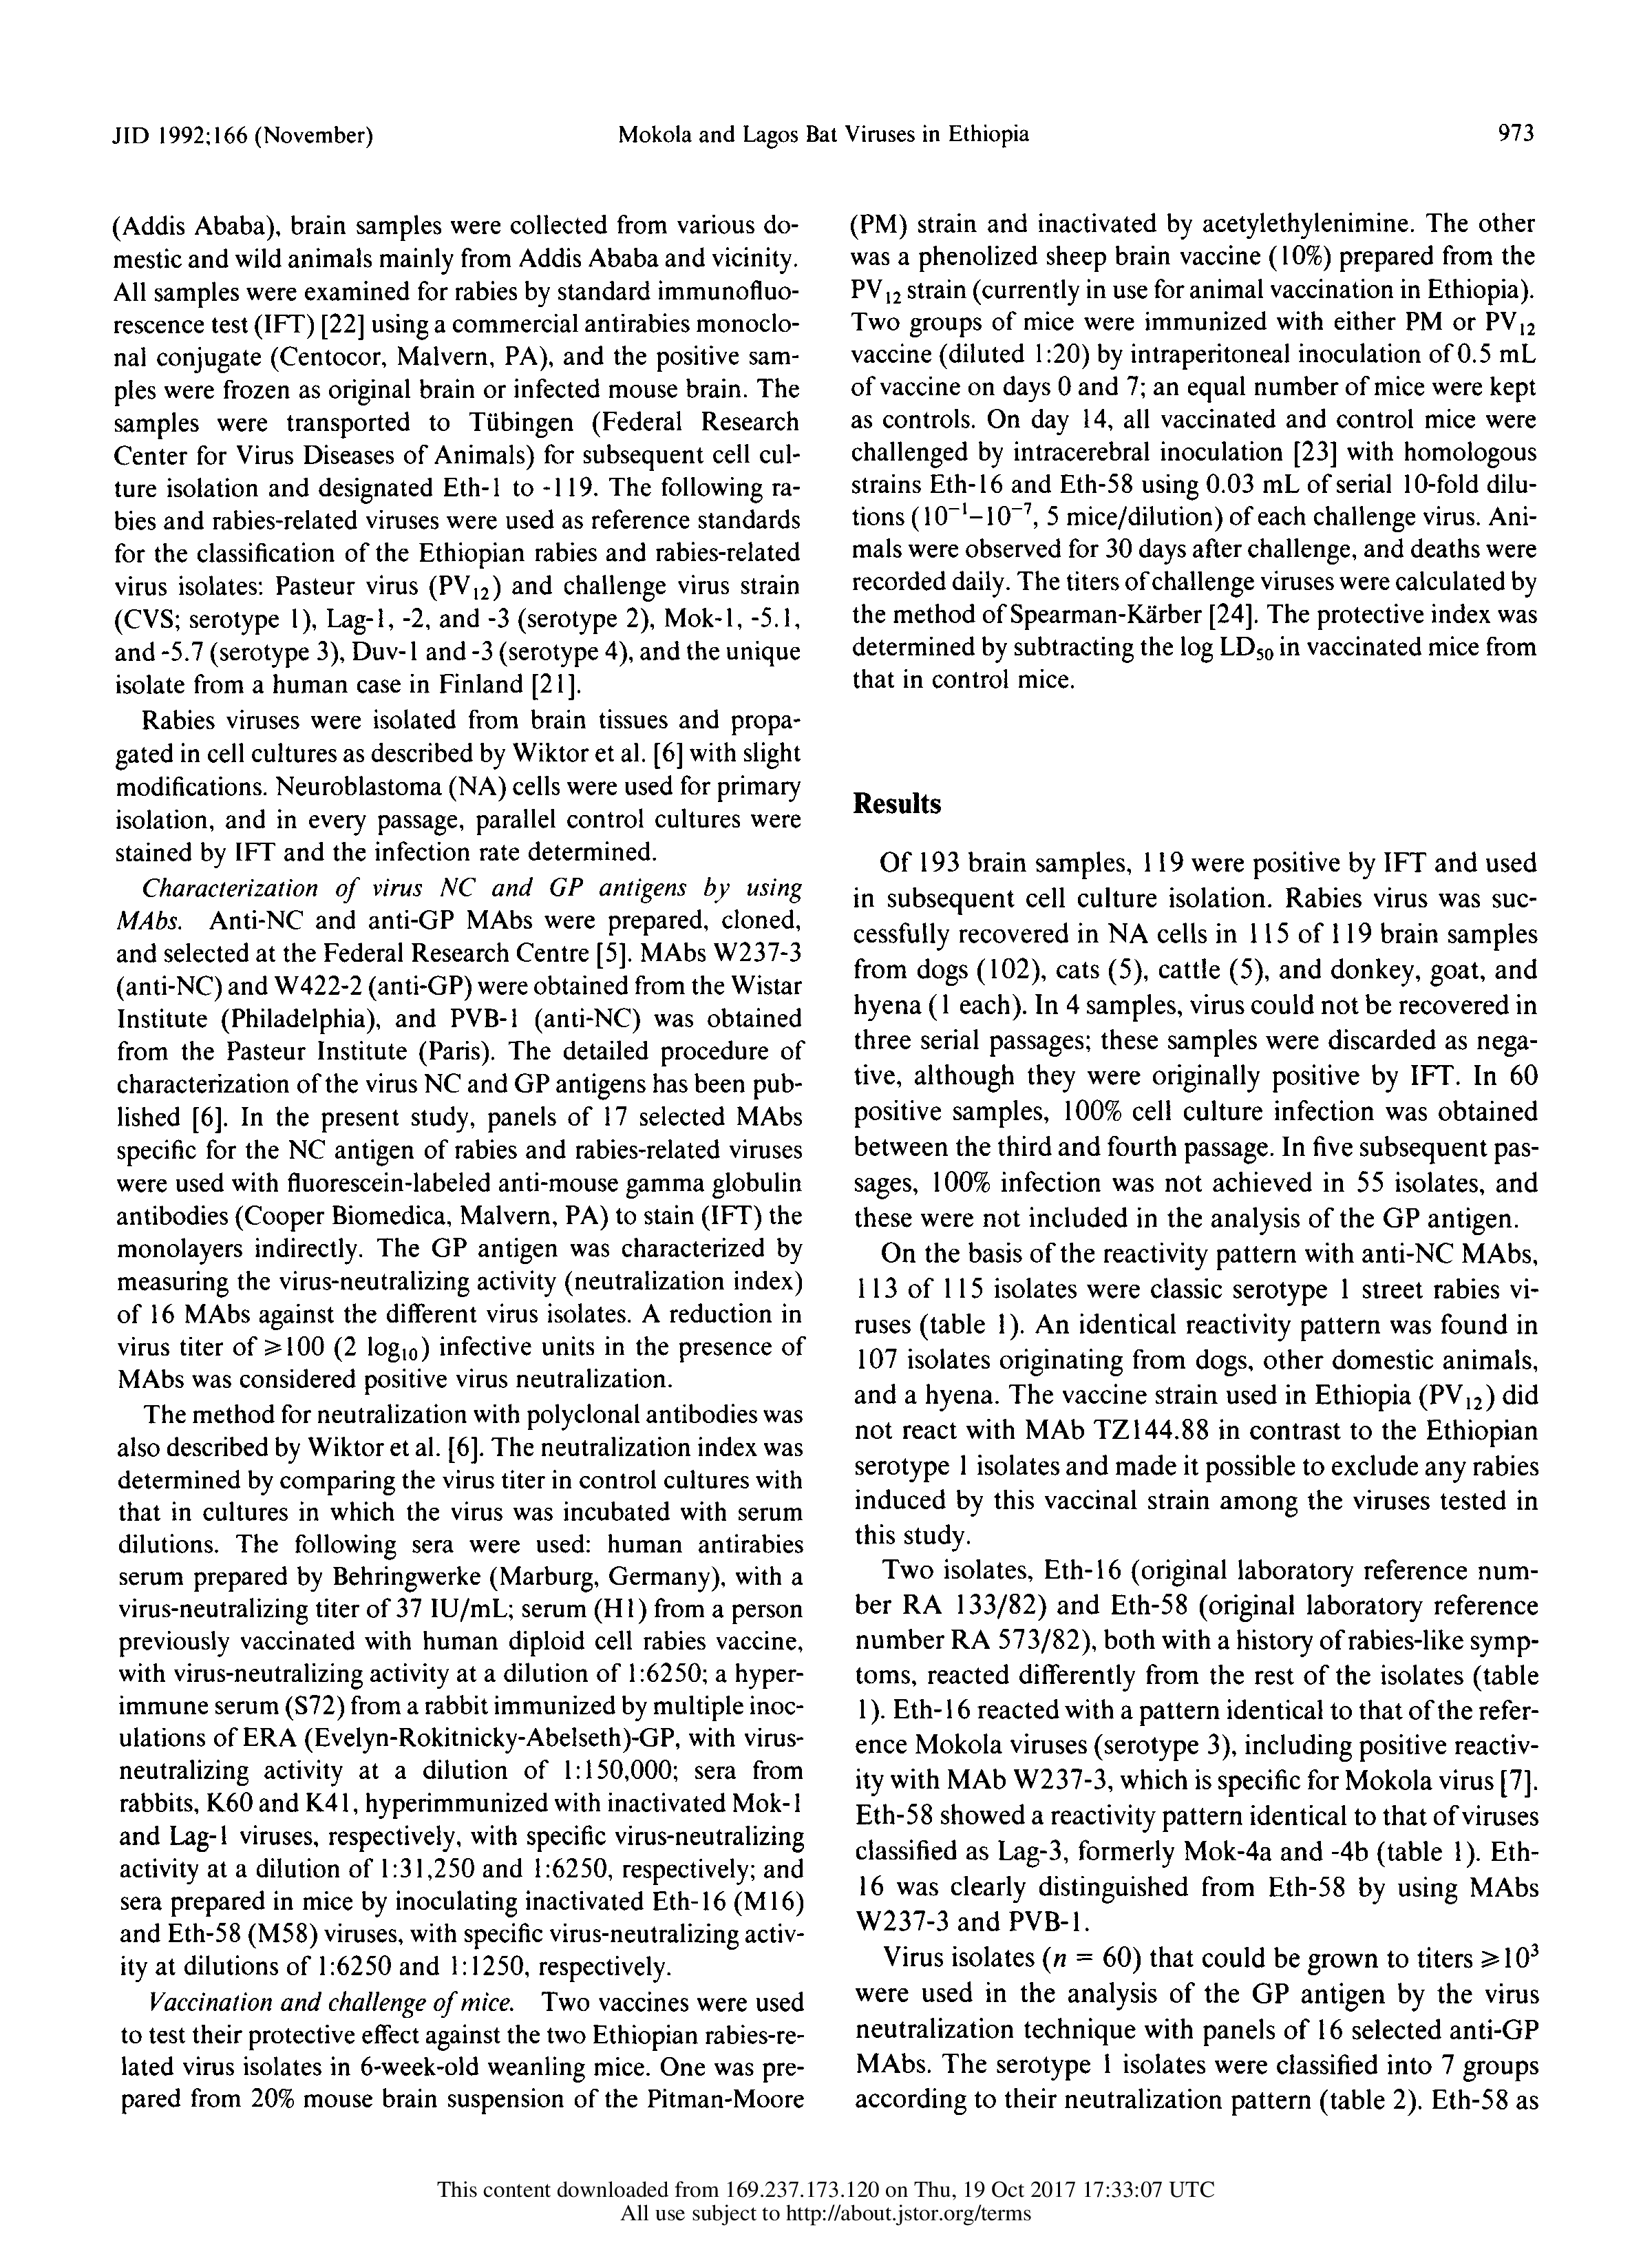 JID 1992;166 (November)
Mokola and Lagos Bat Viruses in Ethiopia
973
(Addis Ababa), brain samples were collected from various do-
mestic and wild animals mainly from Addis Ababa and vicinity.
All samples were examined for rabies by standard immunofluo-
rescence test (IFT) [22] using a commercial antirabies monoclo-
nal conjugate (Centocor, Malvern, PA), and the positive sam-
ples were frozen as original brain or infected mouse brain. The
samples were transported to Tübingen (Federal Research
Center for Virus Diseases of Animals) for subsequent cell cul-
ture isolation and designated Eth-1 to -119. The following ra-
bies and rabies-related viruses were used as reference standards
for the classification of the Ethiopian rabies and rabies-related
virus isolates: Pasteur virus (PV₁₂) and challenge virus strain
(CVS; serotype 1), Lag-1, -2, and -3 (serotype 2), Mok-1, -5.1,
and -5.7 (serotype 3), Duv-1 and -3 (serotype 4), and the unique
isolate from a human case in Finland [21].
Rabies viruses were isolated from brain tissues and propa-
gated in cell cultures as described by Wiktor et al. [6] with slight
modifications. Neuroblastoma (NA) cells were used for primary
isolation, and in every passage, parallel control cultures were
stained by IFT and the infection rate determined.
Characterization of virus NC and GP antigens by using
MAbs. Anti-NC and anti-GP MAbs were prepared, cloned,
and selected at the Federal Research Centre [5]. MAbs W237-3
(anti-NC) and W422-2 (anti-GP) were obtained from the Wistar
Institute (Philadelphia), and PVB-1 (anti-NC) was obtained
from the Pasteur Institute (Paris). The detailed procedure of
characterization of the virus NC and GP antigens has been pub-
lished [6]. In the present study, panels of 17 selected MAbs
specific for the NC antigen of rabies and rabies-related viruses
were used with fluorescein-labeled anti-mouse gamma globulin
antibodies (Cooper Biomedica, Malvern, PA) to stain (IFT) the
monolayers indirectly. The GP antigen was characterized by
measuring the virus-neutralizing activity (neutralization index)
of 16 MAbs against the different virus isolates. A reduction in
virus titer of ⩾100 (2 log₁₀) infective units in the presence of
MAbs was considered positive virus neutralization.
The method for neutralization with polyclonal antibodies was
also described by Wiktor et al. [6]. The neutralization index was
determined by comparing the virus titer in control cultures with
that in cultures in which the virus was incubated with serum
dilutions. The following sera were used: human antirabies
serum prepared by Behringwerke (Marburg, Germany), with a
virus-neutralizing titer of 37 IU/mL; serum (H1) from a person
previously vaccinated with human diploid cell rabies vaccine,
with virus-neutralizing activity at a dilution of 1:6250; a hyper-
immune serum (S72) from a rabbit immunized by multiple inoc-
ulations of ERA (Evelyn-Rokitnicky-Abelseth)-GP, with virus-
neutralizing activity at a dilution of 1:150,000; sera from
rabbits, K60 and K41, hyperimmunized with inactivated Mok-1
and Lag-1 viruses, respectively, with specific virus-neutralizing
activity at a dilution of 1:31,250 and 1:6250, respectively; and
sera prepared in mice by inoculating inactivated Eth-16 (M16)
and Eth-58 (M58) viruses, with specific virus-neutralizing activ-
ity at dilutions of 1:6250 and 1:1250, respectively.
Vaccination and challenge of mice. Two vaccines were used
to test their protective effect against the two Ethiopian rabies-re-
lated virus isolates in 6-week-old weanling mice. One was pre-
pared from 20% mouse brain suspension of the Pitman-Moore
(PM) strain and inactivated by acetylethylenimine. The other
was a phenolized sheep brain vaccine (10%) prepared from the
PV₁₂ strain (currently in use for animal vaccination in Ethiopia).
Two groups of mice were immunized with either PM or PV₁₂
vaccine (diluted 1:20) by intraperitoneal inoculation of 0.5 mL
of vaccine on days 0 and 7; an equal number of mice were kept
as controls. On day 14, all vaccinated and control mice were
challenged by intracerebral inoculation [23] with homologous
strains Eth-16 and Eth-58 using 0.03 mL of serial 10-fold dilu-
tions (10⁻¹–10⁻⁷, 5 mice/dilution) of each challenge virus. Ani-
mals were observed for 30 days after challenge, and deaths were
recorded daily. The titers of challenge viruses were calculated by
the method of Spearman-Kärber [24]. The protective index was
determined by subtracting the log LD₅₀ in vaccinated mice from
that in control mice.
Results
Of 193 brain samples, 119 were positive by IFT and used
in subsequent cell culture isolation. Rabies virus was suc-
cessfully recovered in NA cells in 115 of 119 brain samples
from dogs (102), cats (5), cattle (5), and donkey, goat, and
hyena (1 each). In 4 samples, virus could not be recovered in
three serial passages; these samples were discarded as nega-
tive, although they were originally positive by IFT. In 60
positive samples, 100% cell culture infection was obtained
between the third and fourth passage. In five subsequent pas-
sages, 100% infection was not achieved in 55 isolates, and
these were not included in the analysis of the GP antigen.
On the basis of the reactivity pattern with anti-NC MAbs,
113 of 115 isolates were classic serotype 1 street rabies vi-
ruses (table 1). An identical reactivity pattern was found in
107 isolates originating from dogs, other domestic animals,
and a hyena. The vaccine strain used in Ethiopia (PV₁₂) did
not react with MAb TZ144.88 in contrast to the Ethiopian
serotype 1 isolates and made it possible to exclude any rabies
induced by this vaccinal strain among the viruses tested in
this study.
Two isolates, Eth-16 (original laboratory reference num-
ber RA 133/82) and Eth-58 (original laboratory reference
number RA 573/82), both with a history of rabies-like symp-
toms, reacted differently from the rest of the isolates (table
1). Eth-16 reacted with a pattern identical to that of the refer-
ence Mokola viruses (serotype 3), including positive reactiv-
ity with MAb W237-3, which is specific for Mokola virus [7].
Eth-58 showed a reactivity pattern identical to that of viruses
classified as Lag-3, formerly Mok-4a and -4b (table 1). Eth-
16 was clearly distinguished from Eth-58 by using MAbs
W237-3 and PVB-1.
Virus isolates (n = 60) that could be grown to titers ⩾10³
were used in the analysis of the GP antigen by the virus
neutralization technique with panels of 16 selected anti-GP
MAbs. The serotype 1 isolates were classified into 7 groups
according to their neutralization pattern (table 2). Eth-58 as
This content downloaded from 169.237.173.120 on Thu, 19 Oct 2017 17:33:07 UTC
All use subject to http://about.jstor.org/terms